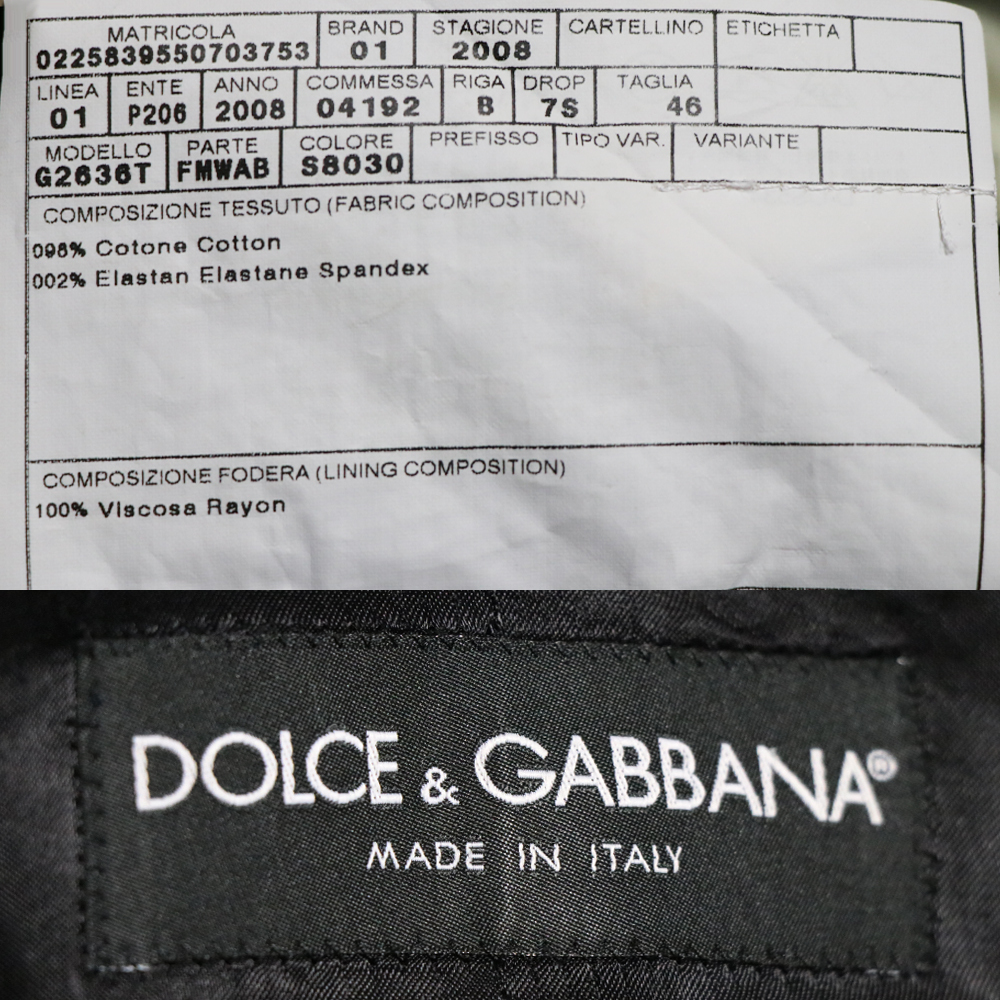 MATRICOLA BRAND STAGIONE CARTELLINO ETICHETTA
0225839550703753 01 2008
LINEA ENTE ANNO COMMESSA RIGA DROP TAGLIA
01 P206 2008 04192 B 7S 46
MODELLO PARTE COLORE PREFISSO TIPO VAR. VARIANTE
G2636T FMWAB S8030
COMPOSIZIONE TESSUTO (FABRIC COMPOSITION)
098% Cotone Cotton
002% Elastan Elastane Spandex
COMPOSIZIONE FODERA (LINING COMPOSITION)
100% Viscosa Rayon
DOLCE & GABBANA®
MADE IN ITALY